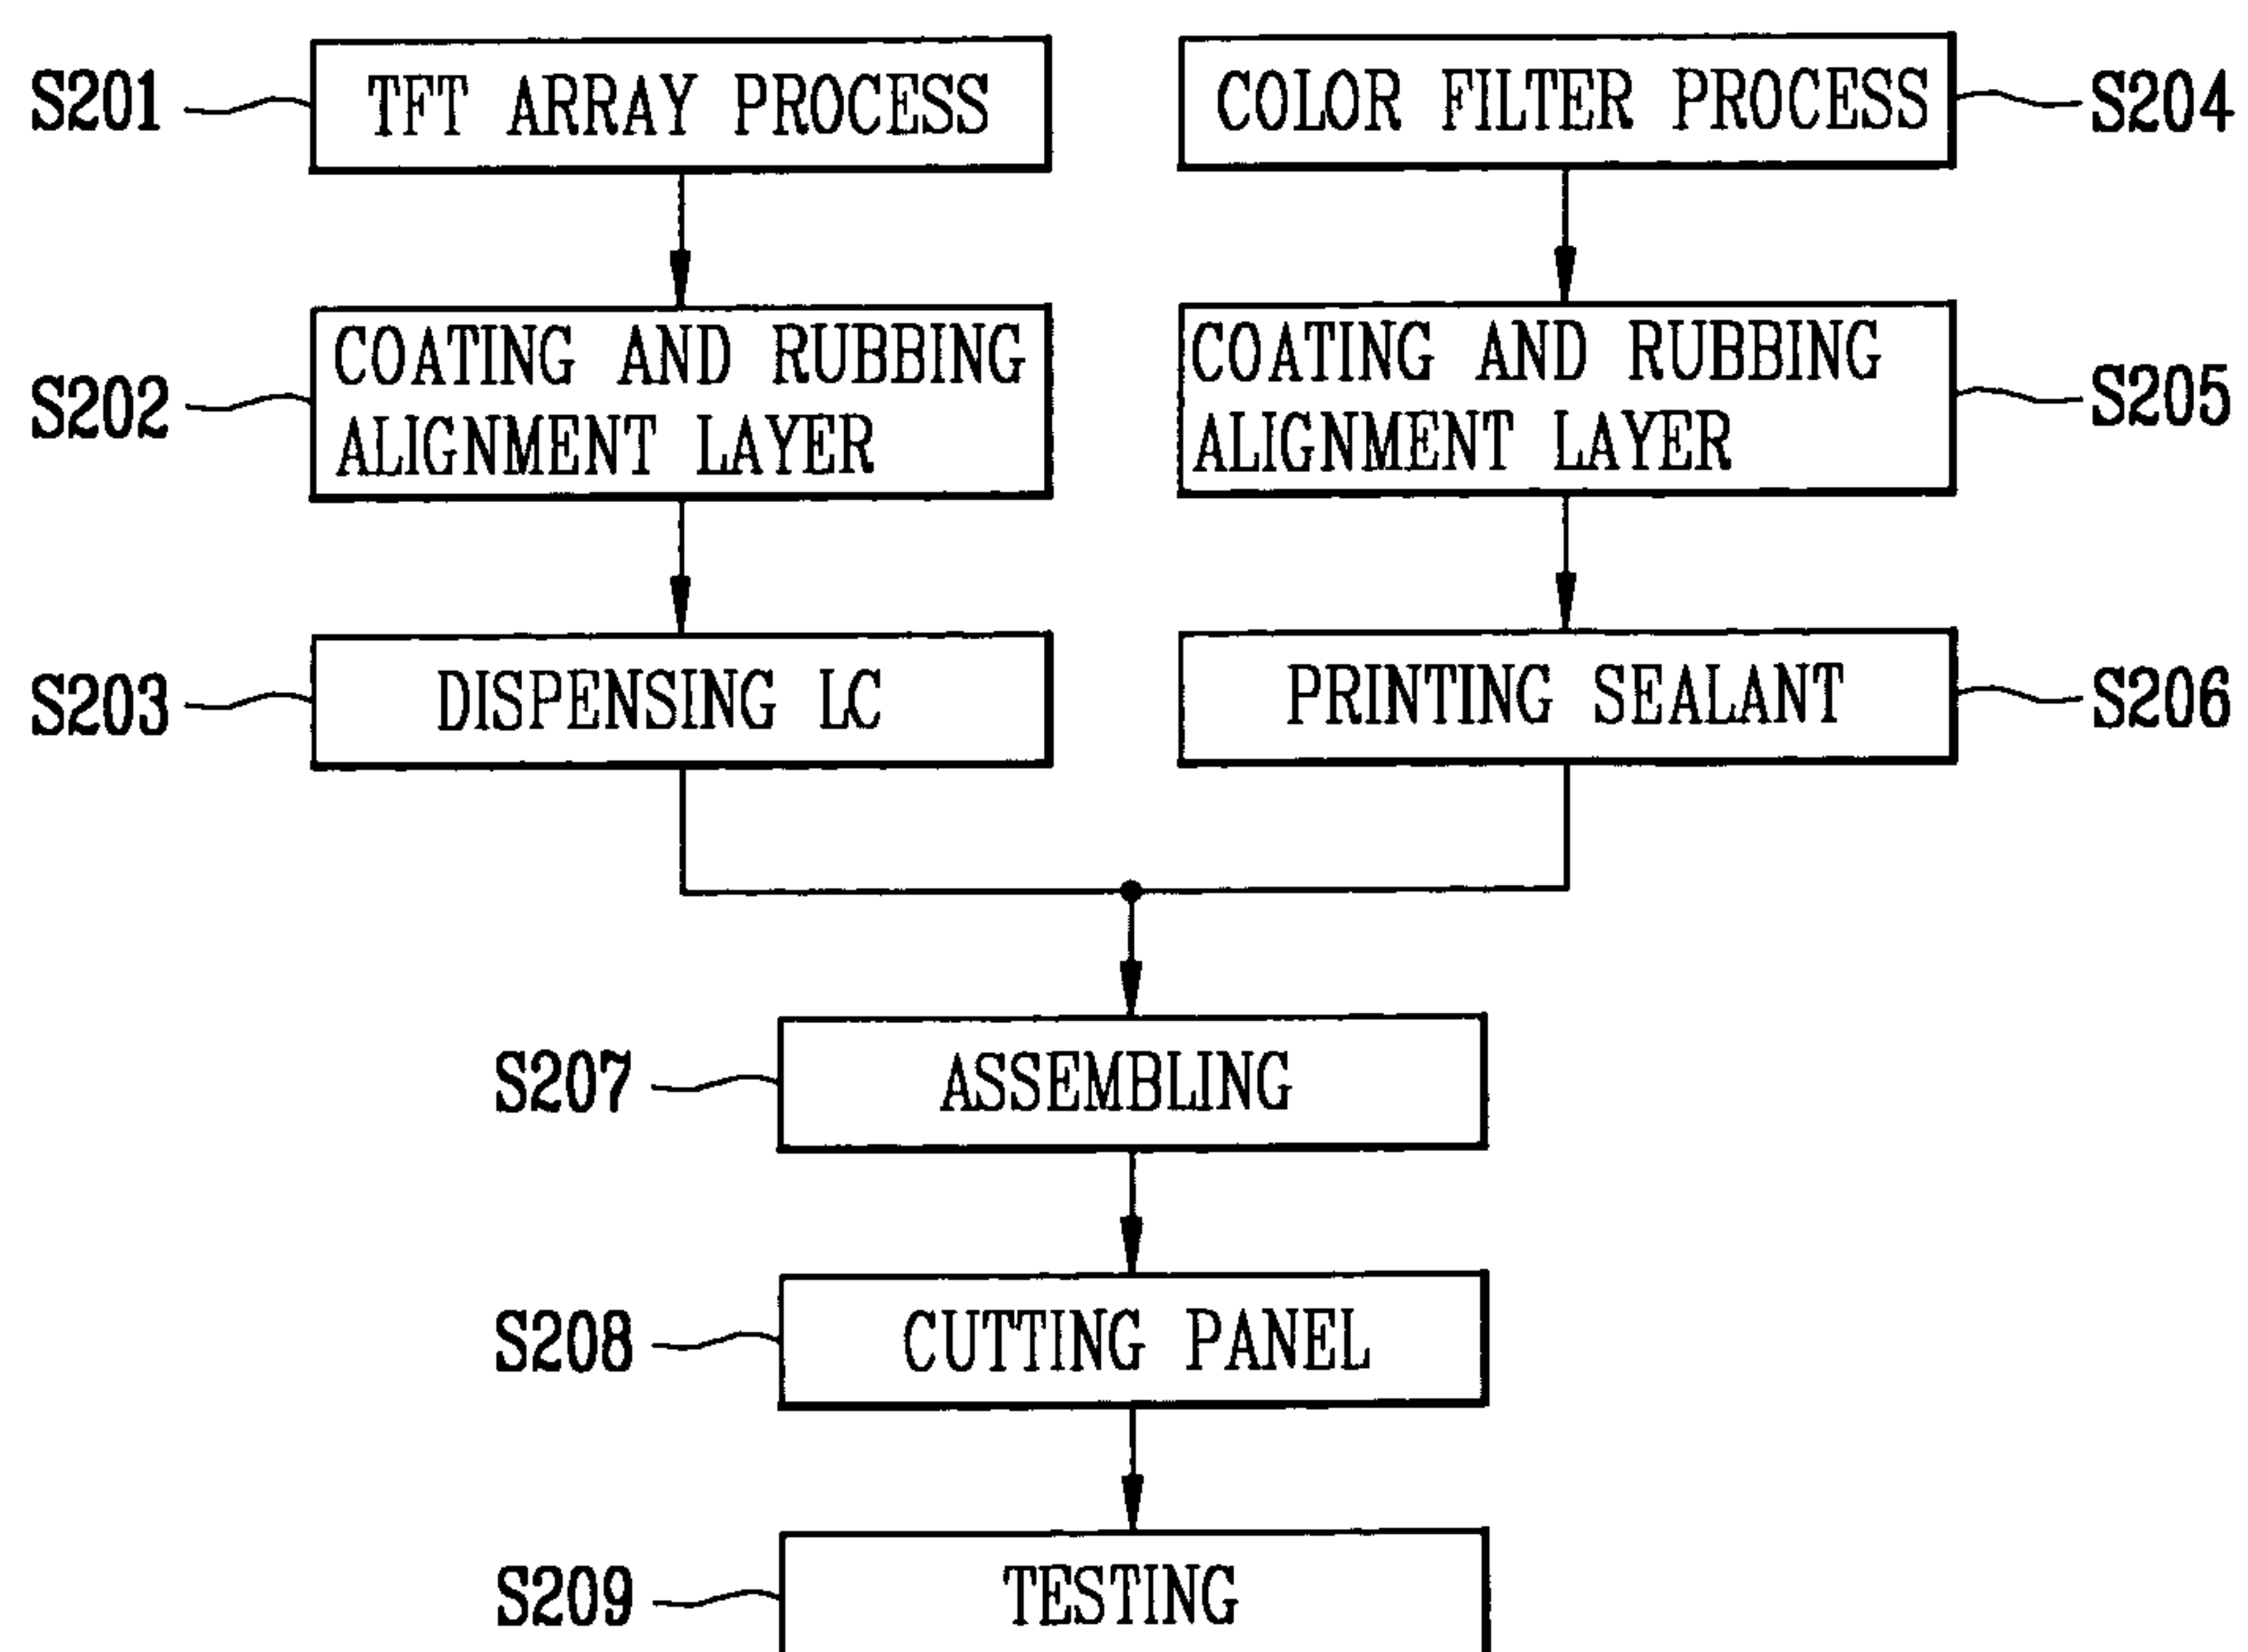 S201
TFT ARRAY PROCESS
COLOR FILTER PROCESS
S204
S202
COATING AND RUBBING
ALIGNMENT LAYER
COATING AND RUBBING
ALIGNMENT LAYER
S205
S203
DISPENSING LC
PRINTING SEALANT
S206
S207
ASSEMBLING
S208
CUTTING PANEL
S209
TESTING